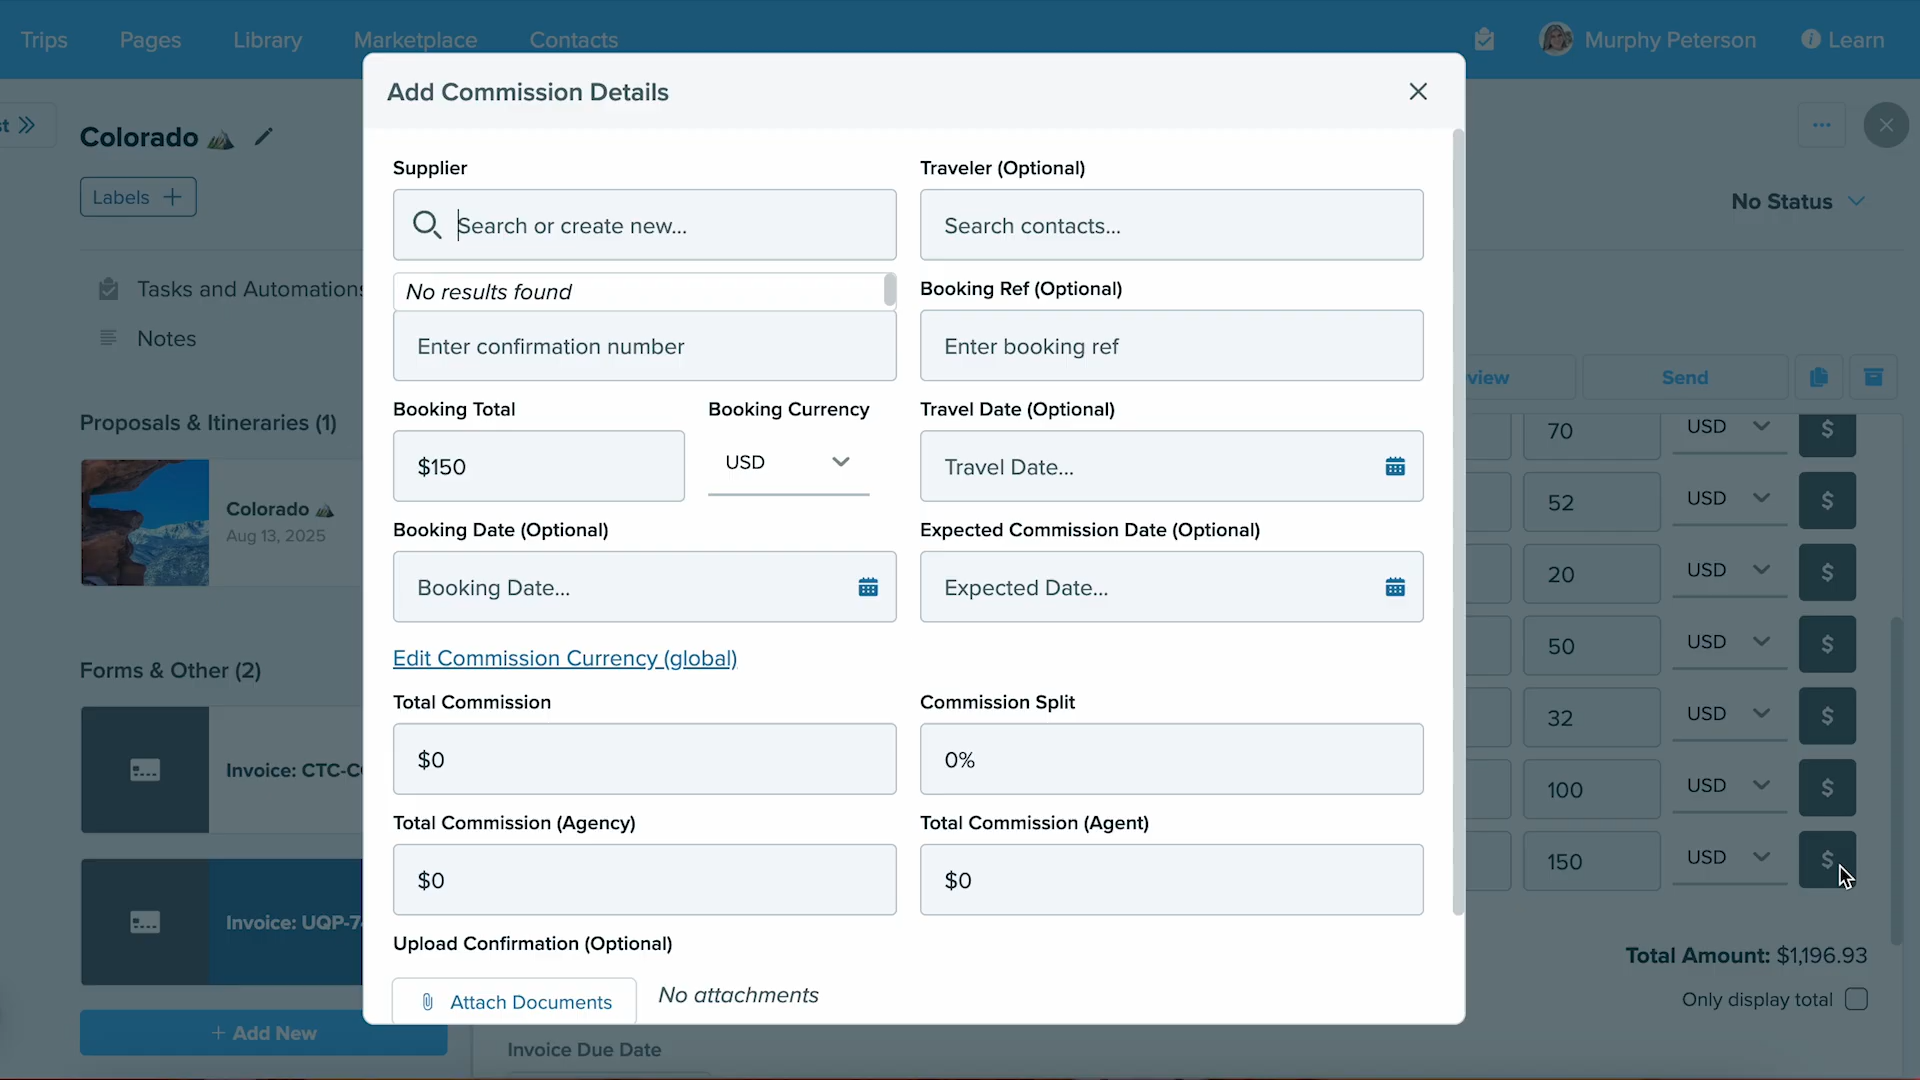 Trips
Pages
Library
Marketplace
Contacts
Murphy Peterson
Learn
Add Commission Details
Colorado
Labels
No Status
Tasks and Automations
Notes
Proposals & Itineraries (1)
Colorado
Aug 13, 2025
Forms & Other (2)
Invoice: CTC-C
Invoice: UQP-7
+ Add New
Supplier
Search or create new...
No results found
Enter confirmation number
Traveler (Optional)
Search contacts...
Booking Ref (Optional)
Enter booking ref
Booking Total
$150
Booking Currency
USD
Travel Date (Optional)
Travel Date...
Booking Date (Optional)
Booking Date...
Expected Commission Date (Optional)
Expected Date...
Edit Commission Currency (global)
Total Commission
$0
Commission Split
0%
Total Commission (Agency)
$0
Total Commission (Agent)
$0
Upload Confirmation (Optional)
Attach Documents
No attachments
Invoice Due Date
view
Send
70 USD $
52 USD $
20 USD $
50 USD $
32 USD $
100 USD $
150 USD $
Total Amount: $1,196.93
Only display total